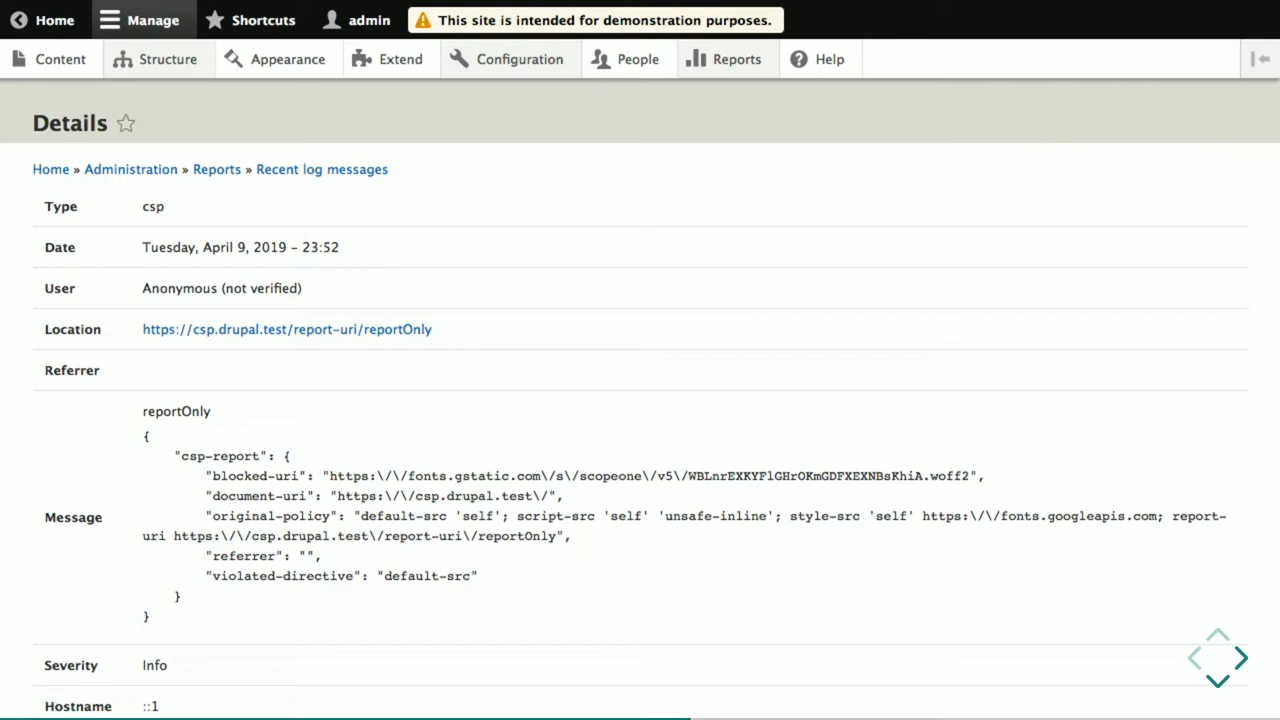 Home Manage Shortcuts admin This site is intended for demonstration purposes.
Content Structure Appearance Extend Configuration People Reports Help
Details
Home » Administration » Reports » Recent log messages
Type csp
Date Tuesday, April 9, 2019 - 23:52
User Anonymous (not verified)
Location https://csp.drupal.test/report-uri/reportOnly
Referrer
Message
reportOnly
{
"csp-report": {
"blocked-uri": "https:\/\/fonts.gstatic.com\/s\/scopeone\/v5\/WBLnrEXKYFlGHrOKmGDFXEXNBsKhiA.woff2",
"document-uri": "https:\/\/csp.drupal.test\/",
"original-policy": "default-src 'self'; script-src 'self' 'unsafe-inline'; style-src 'self' https:\/\/fonts.googleapis.com; report-
uri https:\/\/csp.drupal.test\/report-uri\/reportOnly",
"referrer": "",
"violated-directive": "default-src"
}
}
Severity Info
Hostname ::1